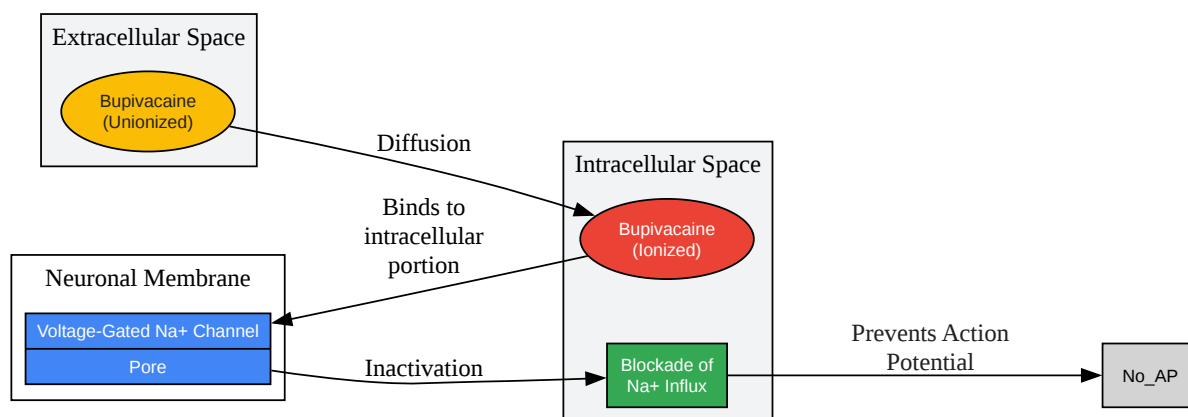 Extracellular Space
Bupivacaine
(Unionized)
Diffusion
Intracellular Space
Binds to
intracellular
portion
Bupivacaine
(Ionized)
Neuronal Membrane
Voltage-Gated Na+ Channel
Pore
Inactivation
Blockade of
Na+ Influx
Prevents Action
Potential
No_AP